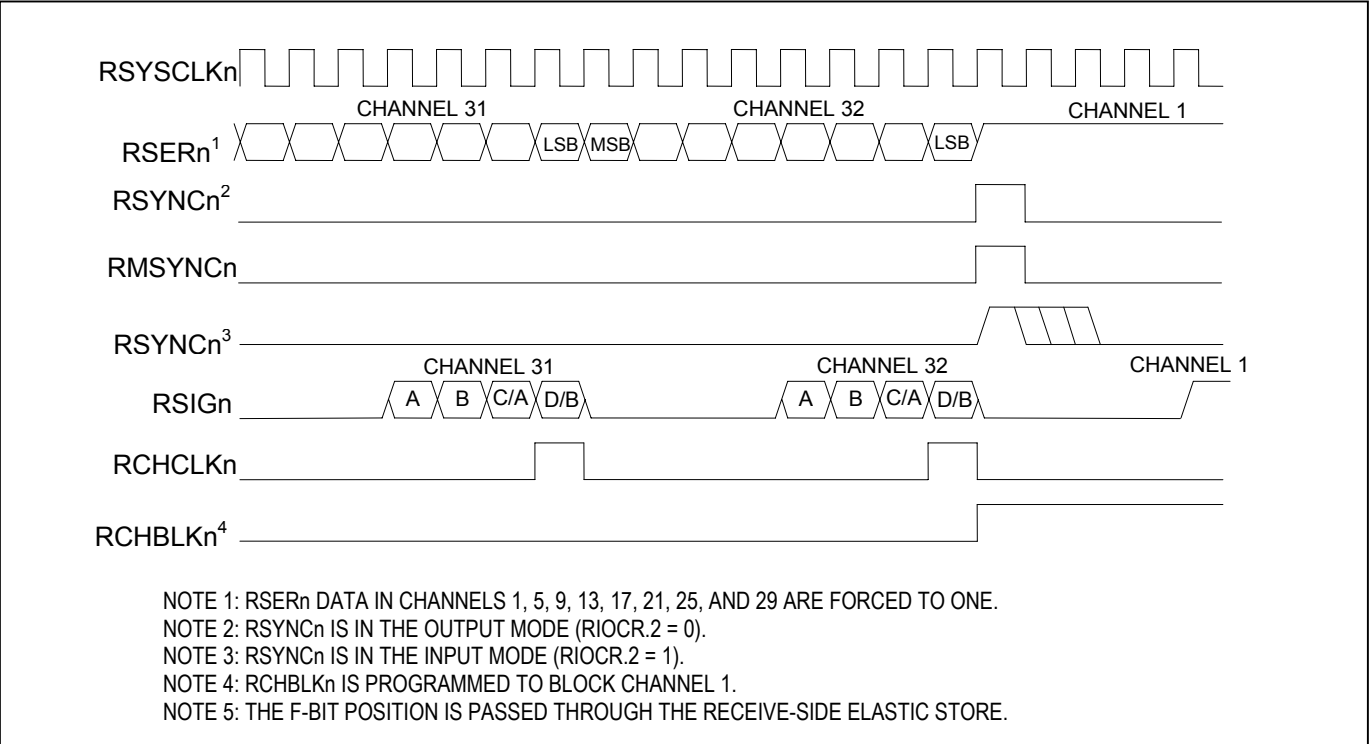 RSYSCLKn
CHANNEL 31 CHANNEL 32 CHANNEL 1
RSERn1 LSB MSB LSB
RSYNCn2
RMSYNCn
RSYNCn3
CHANNEL 31 CHANNEL 32 CHANNEL 1
RSIGn A B C/A D/B A B C/A D/B
RCHCLKn
RCHBLKn4
NOTE 1: RSERn DATA IN CHANNELS 1, 5, 9, 13, 17, 21, 25, AND 29 ARE FORCED TO ONE.
NOTE 2: RSYNCn IS IN THE OUTPUT MODE (RIOCR.2 = 0).
NOTE 3: RSYNCn IS IN THE INPUT MODE (RIOCR.2 = 1).
NOTE 4: RCHBLKn IS PROGRAMMED TO BLOCK CHANNEL 1.
NOTE 5: THE F-BIT POSITION IS PASSED THROUGH THE RECEIVE-SIDE ELASTIC STORE.